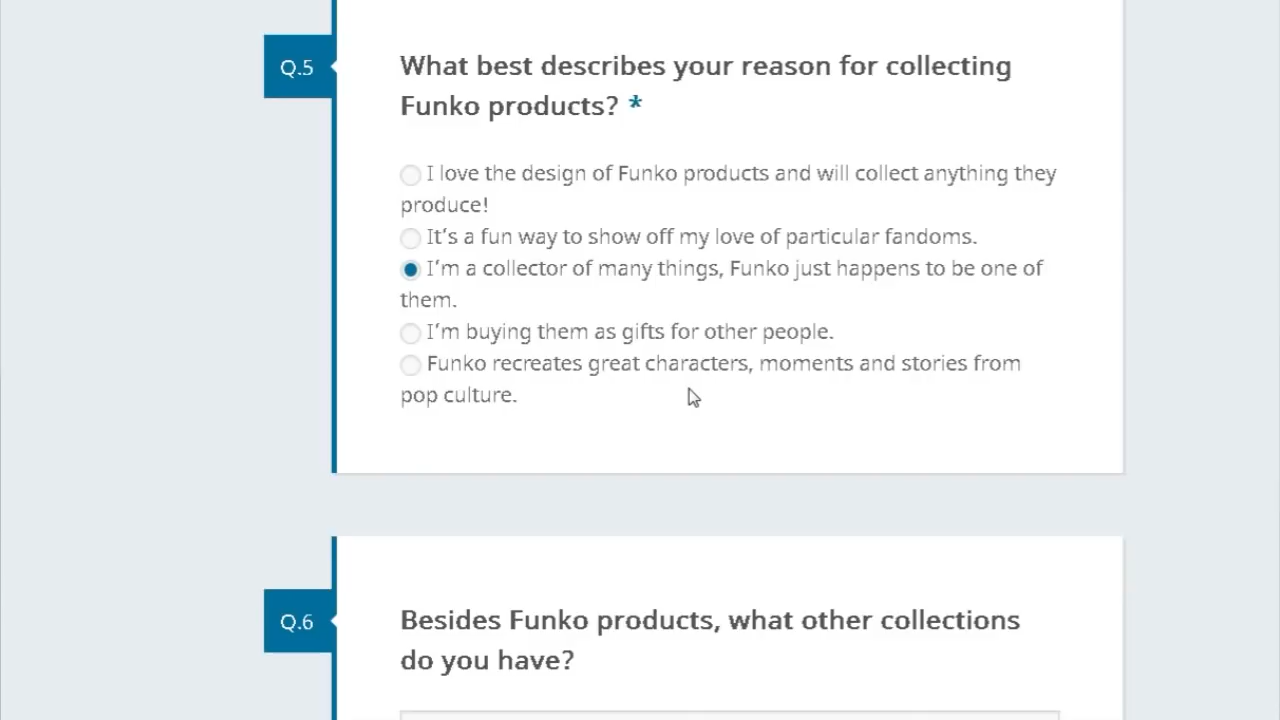 Q.5
What best describes your reason for collecting
Funko products? *
I love the design of Funko products and will collect anything they
produce!
It's a fun way to show off my love of particular fandoms.
I'm a collector of many things, Funko just happens to be one of
them.
I'm buying them as gifts for other people.
Funko recreates great characters, moments and stories from
pop culture.
Q.6
Besides Funko products, what other collections
do you have?